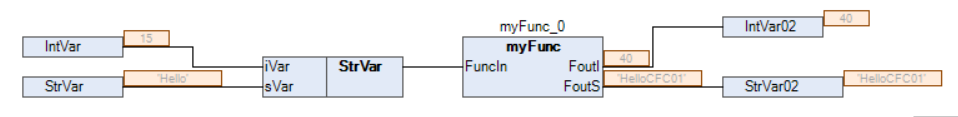 myFunc_0
IntVar 15
StrVar 'Hello'
iVar StrVar
sVar
myFunc
FuncIn FoutI 40
FoutS 'HelloCFC01'
IntVar02 40
StrVar02 'HelloCFC01'